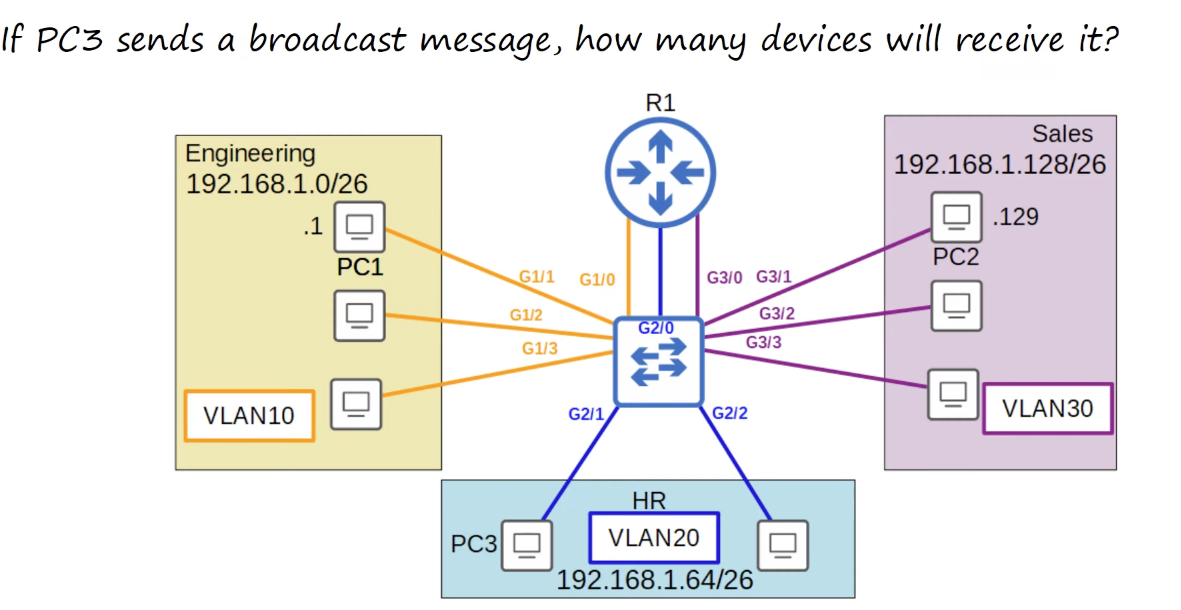 If PC3 sends a broadcast message, how many devices will receive it?
R1
Engineering
192.168.1.0/26
.1
PC1
VLAN10
G1/1
G1/0
G1/2
G1/3
G2/0
G3/0
G3/1
G3/2
G3/3
Sales
192.168.1.128/26
.129
PC2
VLAN30
G2/1
G2/2
HR
PC3
VLAN20
192.168.1.64/26